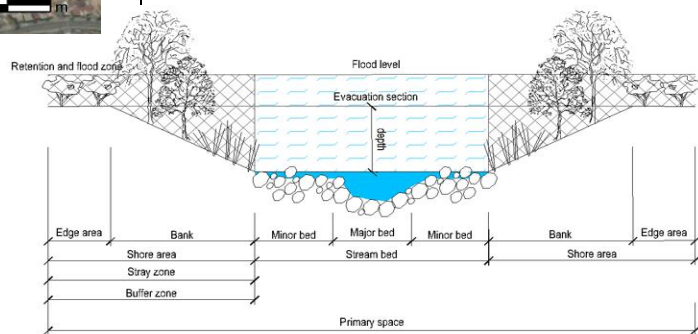 m
Retention and flood zone
Flood level
Evacuation section
depth
Edge area
Bank
Minor bed
Major bed
Minor bed
Bank
Edge area
Shore area
Stream bed
Shore area
Stray zone
Buffer zone
Primary space